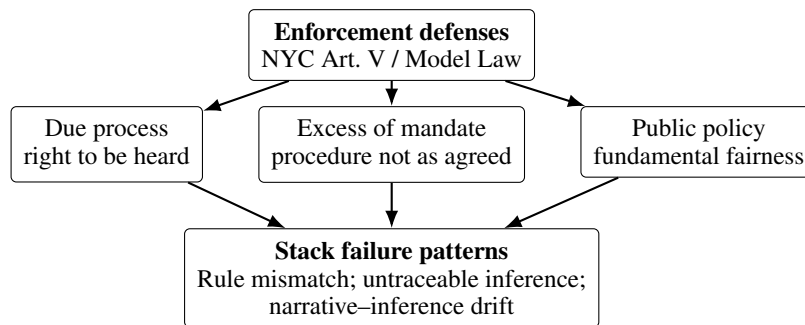 Enforcement defenses
NYC Art. V / Model Law
Due process
right to be heard
Excess of mandate
procedure not as agreed
Public policy
fundamental fairness
Stack failure patterns
Rule mismatch; untraceable inference;
narrative–inference drift